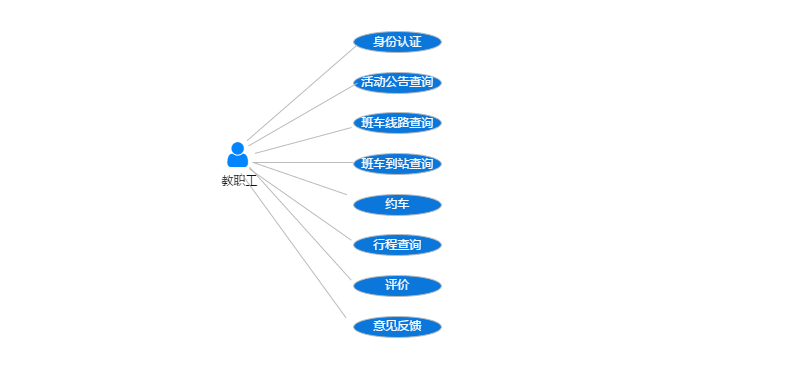 身份认证
活动公告查询
班车线路查询
班车到站查询
教职工
约车
行程查询
评价
意见反馈